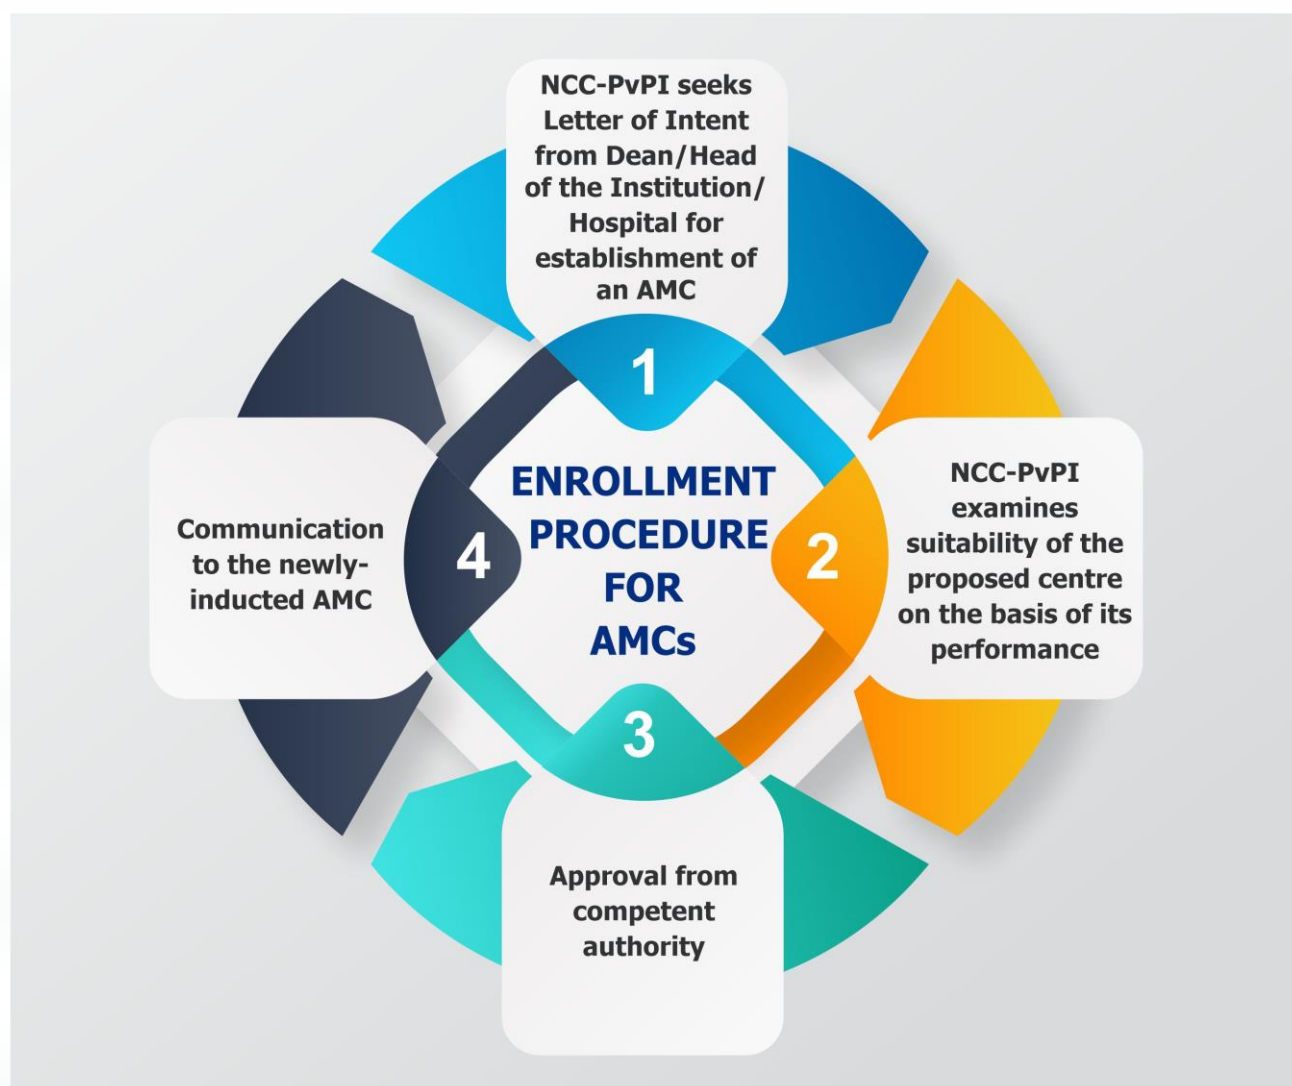 NCC-PvPI seeks
Letter of Intent
from Dean/Head
of the Institution/
Hospital for
establishment of
an AMC
1
ENROLLMENT
PROCEDURE
FOR
AMCs
2
NCC-PvPI
examines
suitability of the
proposed centre
on the basis of its
performance
3
Approval from
competent
authority
4
Communication
to the newly-
inducted AMC